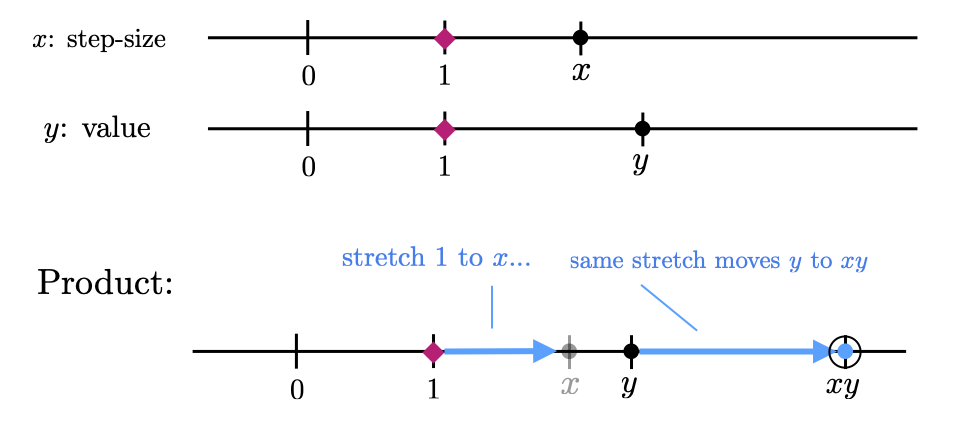 x: step-size
0 1 x
y: value
0 1 y
stretch 1 to x... same stretch moves y to xy
Product:
0 1 x y xy